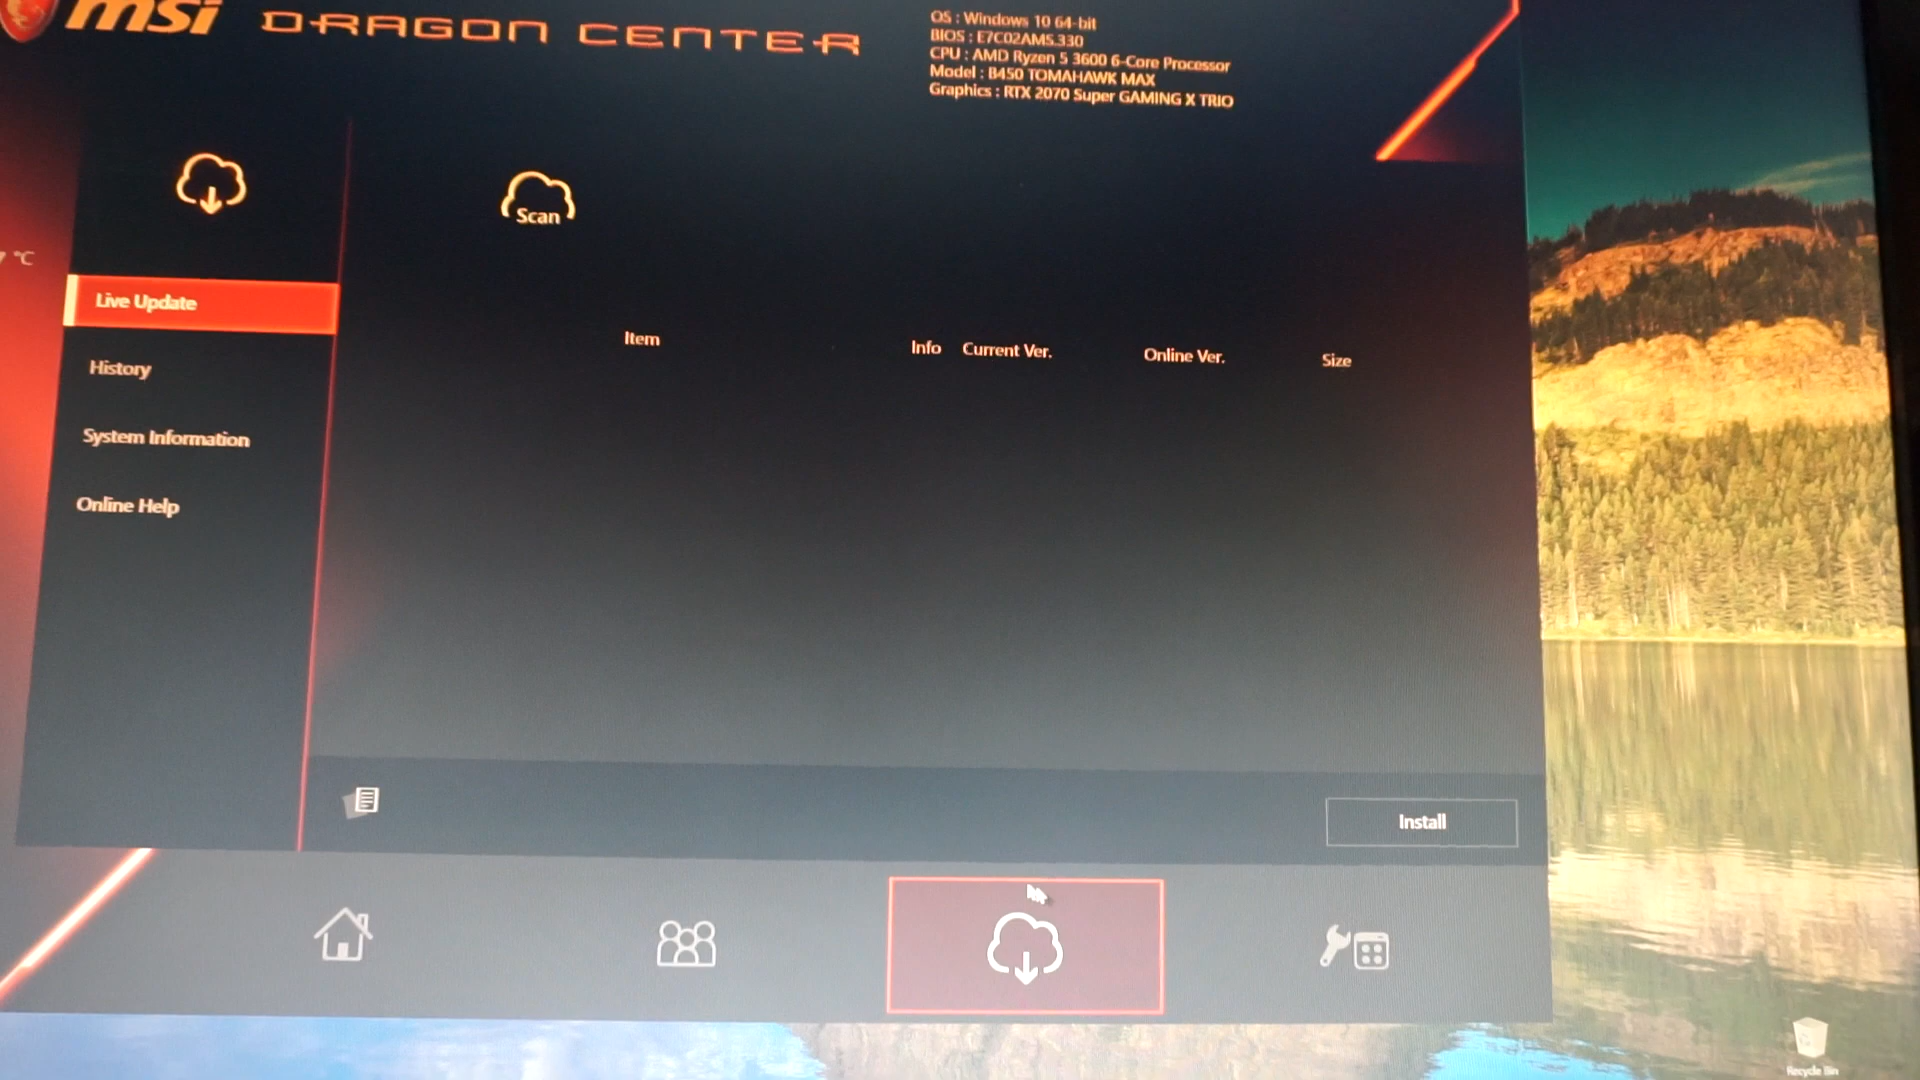 msi DRAGON CENTER
OS : Windows 10 64-bit
BIOS : E7C02AMS.330
CPU : AMD Ryzen 5 3600 6-Core Processor
Model : B450 TOMAHAWK MAX
Graphics : RTX 2070 Super GAMING X TRIO
Scan
°C
Live Update
History
System Information
Online Help
Item Info Current Ver. Online Ver. Size
Install
Recycle Bin